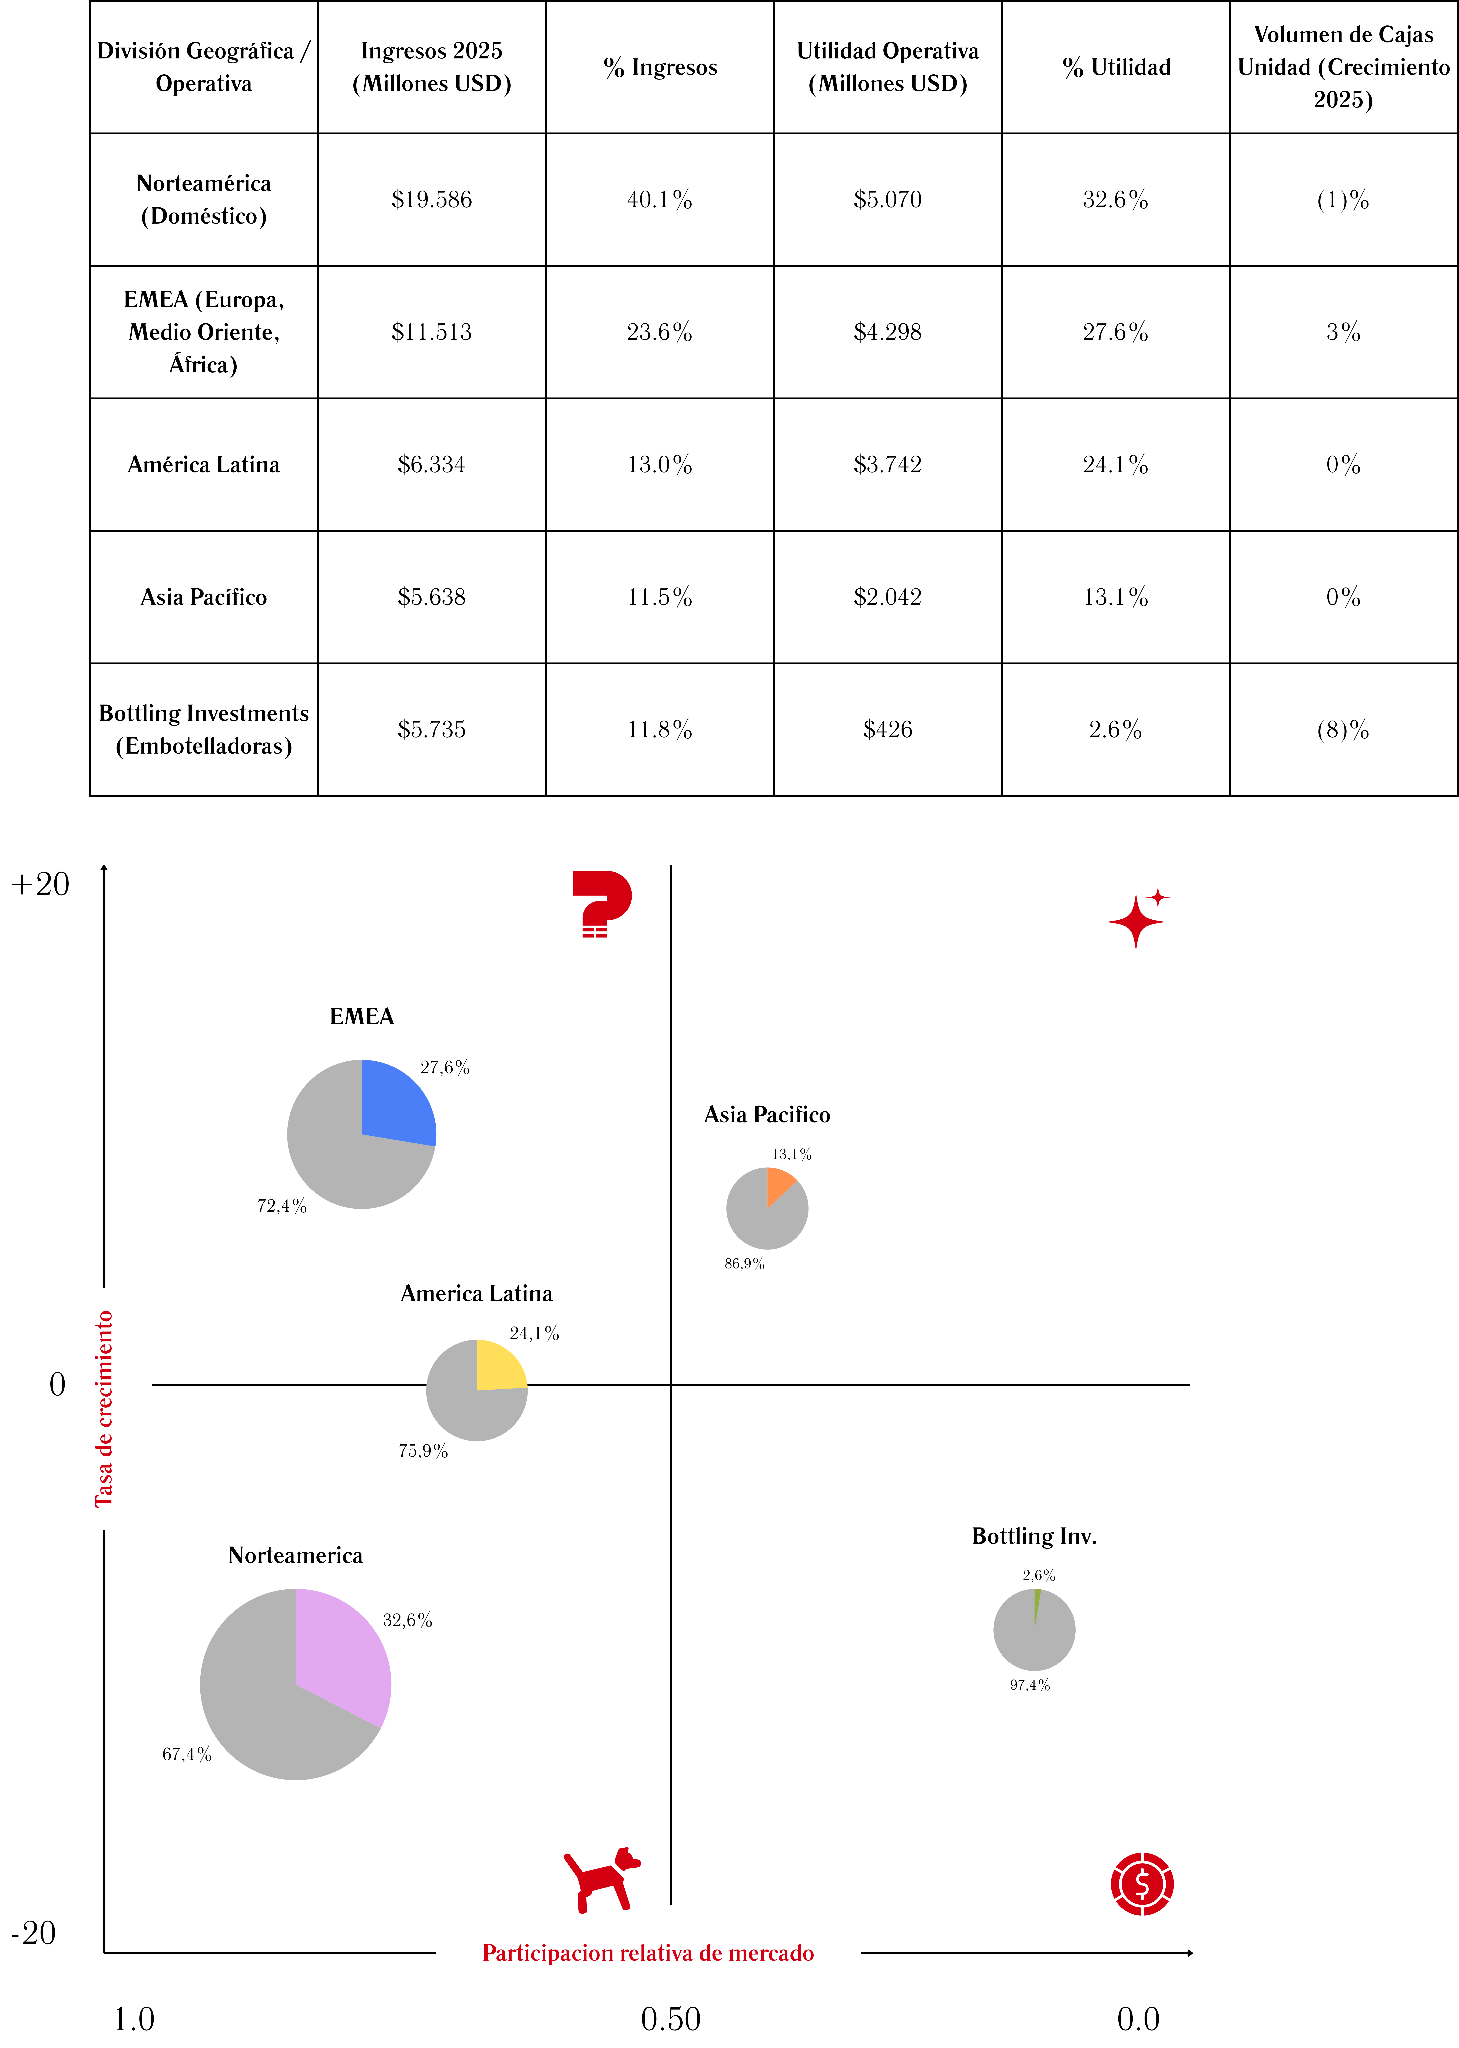 División Geográfica /
Operativa
Ingresos 2025
(Millones USD)
% Ingresos
Utilidad Operativa
(Millones USD)
% Utilidad
Volumen de Cajas
Unidad (Crecimiento
2025)
Norteamérica
(Doméstico)
$19.586
40.1%
$5.070
32.6%
(1)%
EMEA (Europa,
Medio Oriente,
África)
$11.513
23.6%
$4.298
27.6%
3%
América Latina
$6.334
13.0%
$3.742
24.1%
0%
Asia Pacífico
$5.638
11.5%
$2.042
13.1%
0%
Bottling Investments
(Embotelladoras)
$5.735
11.8%
$426
2.6%
(8)%
+20
EMEA
27,6%
72,4%
Asia Pacifico
13,1%
86,9%
America Latina
24,1%
75,9%
0
Tasa de crecimiento
Norteamerica
32,6%
67,4%
Bottling Inv.
2,6%
97,4%
$
-20
Participacion relativa de mercado
1.0
0.50
0.0